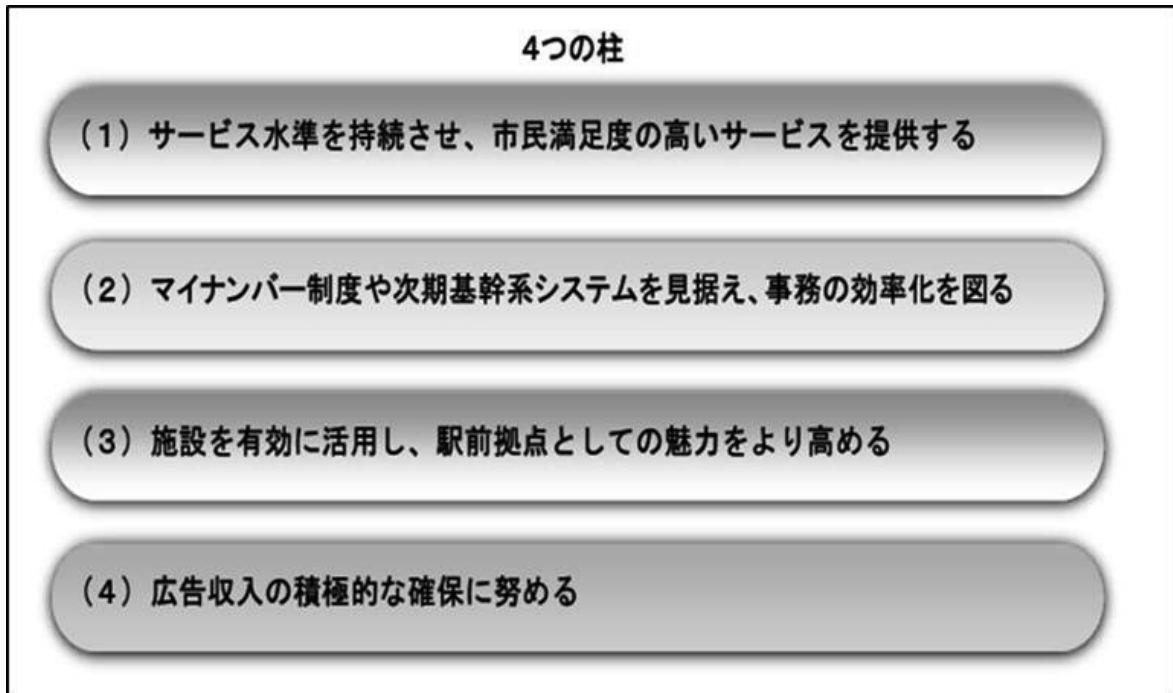 4つの柱
（1）サービス水準を持続させ、市民満足度の高いサービスを提供する
（2）マイナンバー制度や次期基幹系システムを見据え、事務の効率化を図る
（3）施設を有効に活用し、駅前拠点としての魅力をより高める
（4）広告収入の積極的な確保に努める